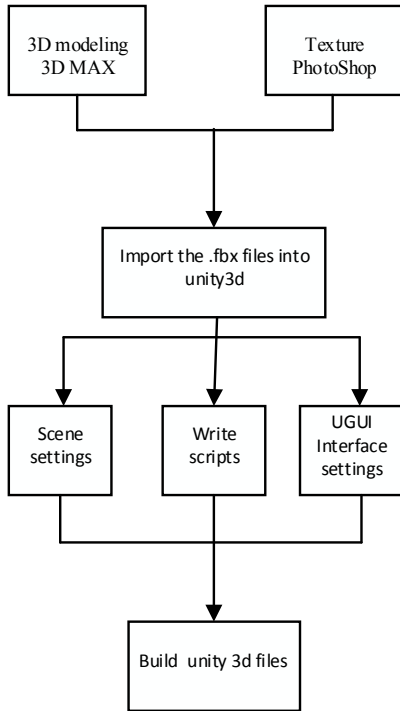 3D modeling
3D MAX
Texture
PhotoShop
Import the .fbx files into
unity3d
Scene
settings
Write
scripts
UGUI
Interface
settings
Build  unity 3d files